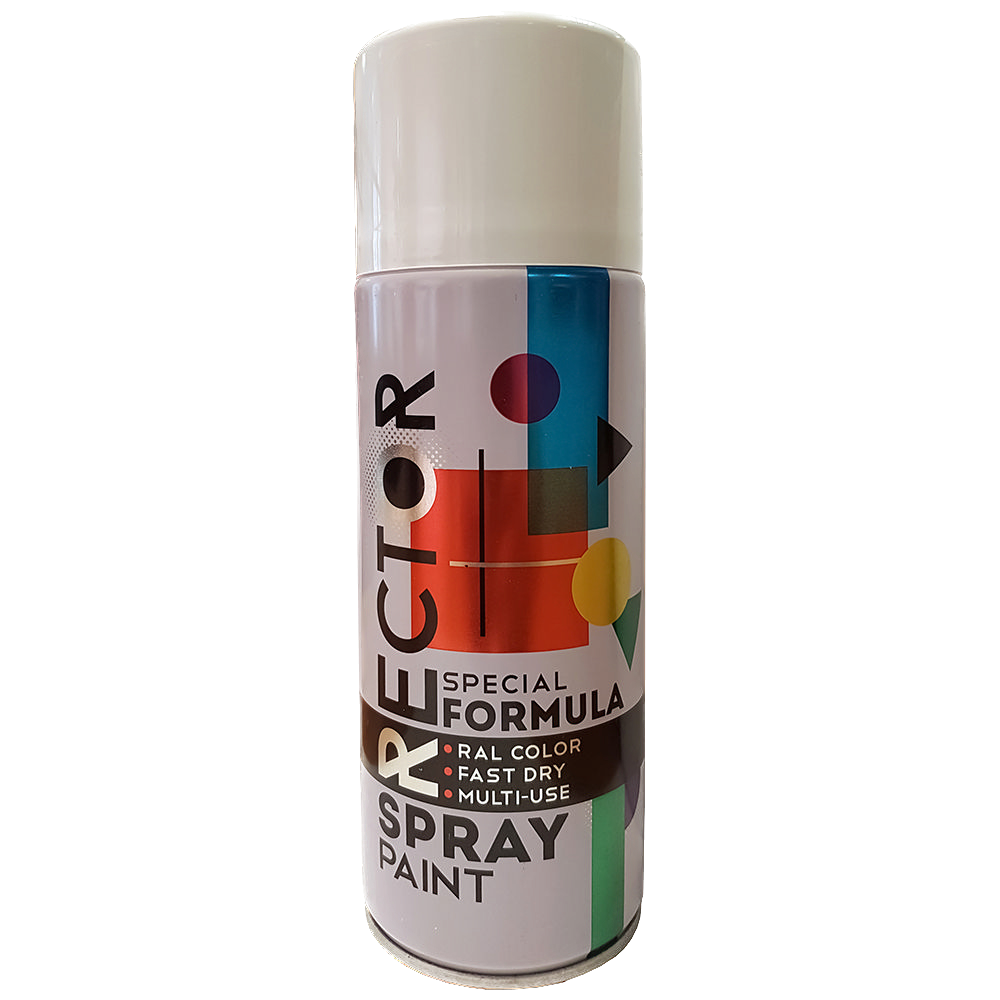 RECTOR
SPECIAL
FORMULA
• RAL COLOR
• FAST DRY
• MULTI-USE
SPRAY
PAINT